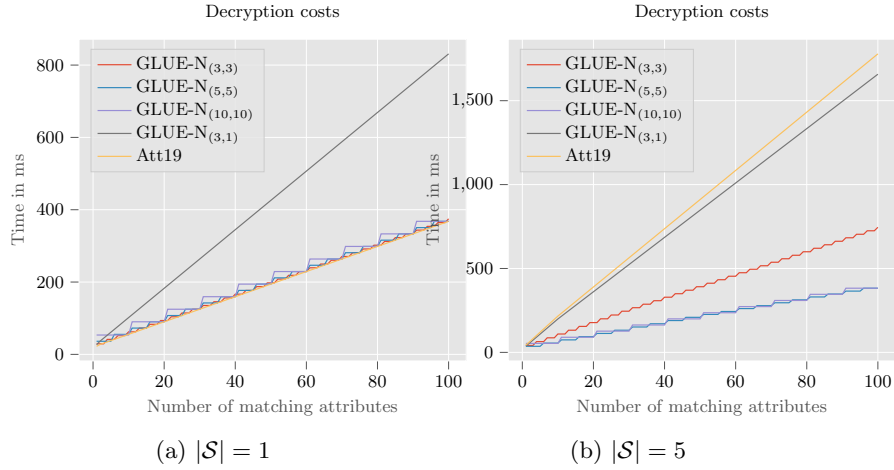 Decryption costs
800
600
400
200
0
Time in ms
GLUE-N(3,3)
GLUE-N(5,5)
GLUE-N(10,10)
GLUE-N(3,1)
Att19
0 20 40 60 80 100
Number of matching attributes
(a) |𝒮| = 1
Decryption costs
1,500
1,000
500
0
Time in ms
GLUE-N(3,3)
GLUE-N(5,5)
GLUE-N(10,10)
GLUE-N(3,1)
Att19
0 20 40 60 80 100
Number of matching attributes
(b) |𝒮| = 5